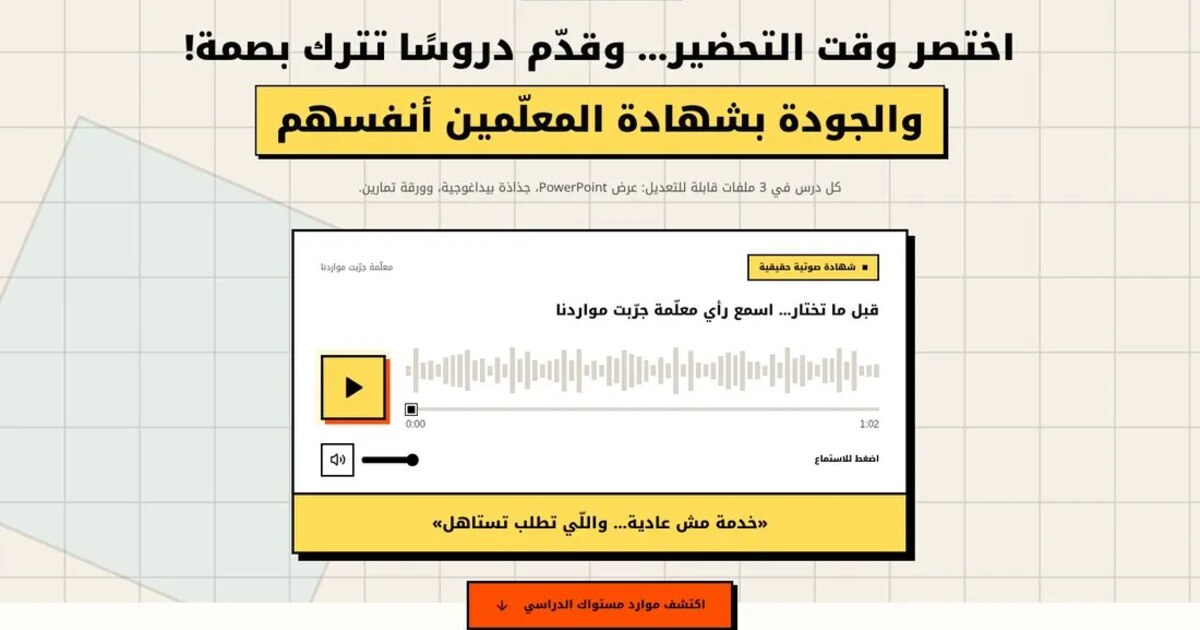 اختصر وقت التحضير... وقدّم دروسًا تترك بصمة!
والجودة بشهادة المعلّمين أنفسهم
كل درس في 3 ملفات قابلة للتعديل: عرض PowerPoint، جذاذة بيداغوجية، وورقة تمارين.
شهادة صوتية حقيقية
معلّمة جرّبت مواردنا
قبل ما تختار... اسمع رأي معلّمة جرّبت مواردنا
0:00
1:02
اضغط للاستماع
«خدمة مش عادية... واللّي تطلب تستاهل»
اكتشف موارد مستواك الدراسي ↓